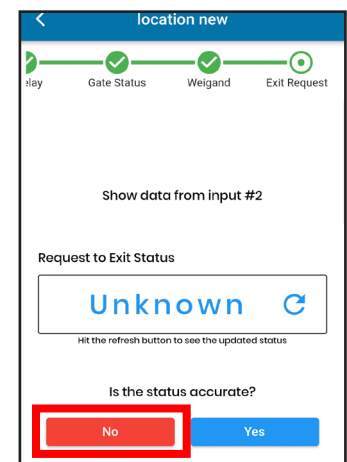 location new
elay
Gate Status
Weigand
Exit Request
Show data from input #2
Request to Exit Status
Unknown
Hit the refresh button to see the updated status
Is the status accurate?
No
Yes